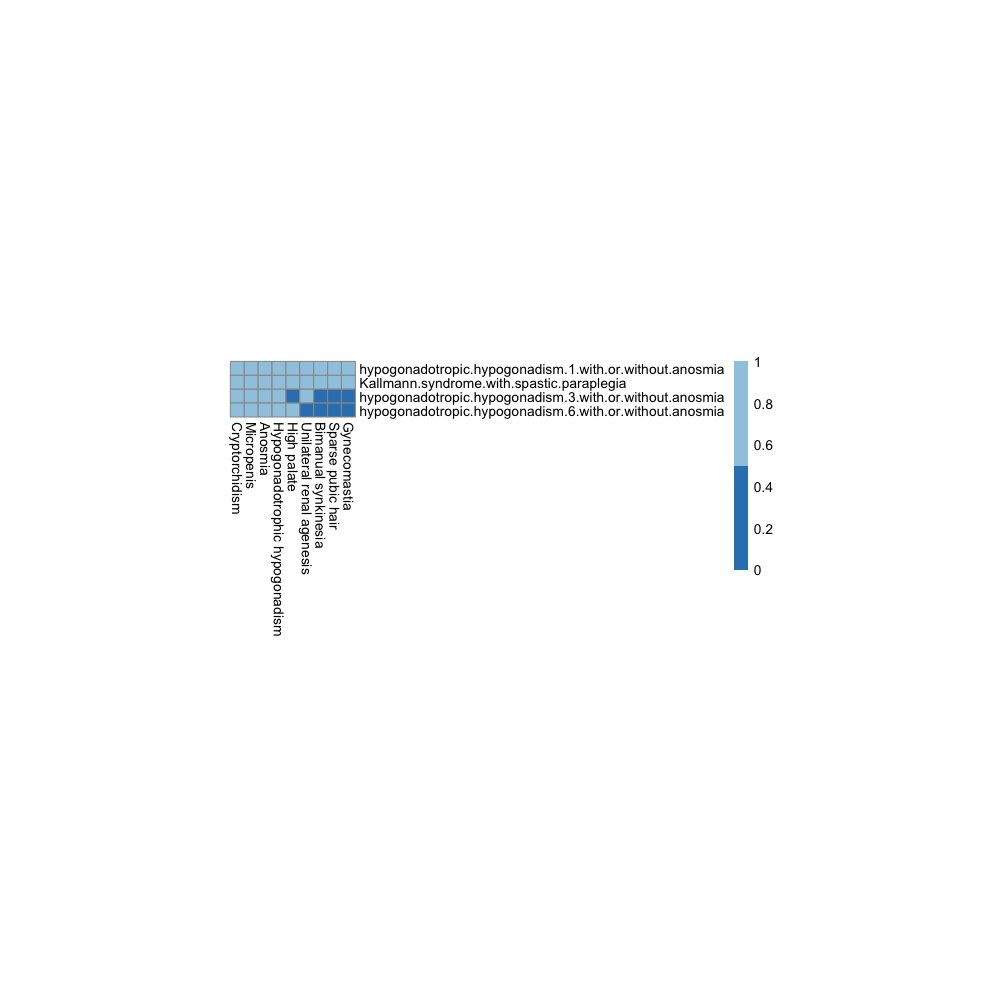 hypogonadotropic.hypogonadism.1.with.or.without.anosmia
Kallmann.syndrome.with.spastic.paraplegia
hypogonadotropic.hypogonadism.3.with.or.without.anosmia
hypogonadotropic.hypogonadism.6.with.or.without.anosmia
Cryptorchidism
Micropenis
Anosmia
Hypogonadotrophic hypogonadism
High palate
Unilateral renal agenesis
Bimanual synkinesia
Sparse pubic hair
Gynecomastia
1
0.8
0.6
0.4
0.2
0